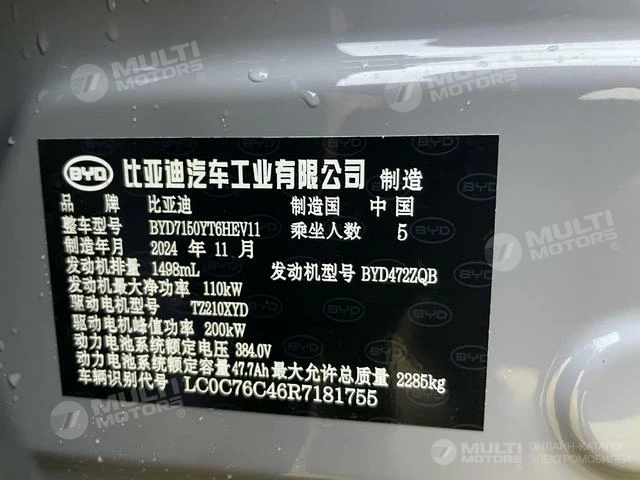 MULTI MOTORS®
MULTI MOTORS®
BYD 比亚迪汽车工业有限公司 制造
品牌 比亚迪 制造国 中国
整车型号 BYD7150YT6HEV11 乘坐人数 5
制造年月 2024 年 11 月
发动机排量 1498mL 发动机型号 BYD472ZQB
发动机最大净功率 110kW
驱动电机型号 TZ210XYD
驱动电机峰值功率 200kW
动力电池系统额定电压 384.0V
动力电池系统额定容量 47.7Ah 最大允许总质量 2285kg
车辆识别代号 LC0C76C46R7181755
MULTI MOTORS®
MULTI MOTORS®
MULTI MOTORS
ОНЛАЙН-КАТАЛОГ
ЭЛЕКТРОМОБИЛЕЙ